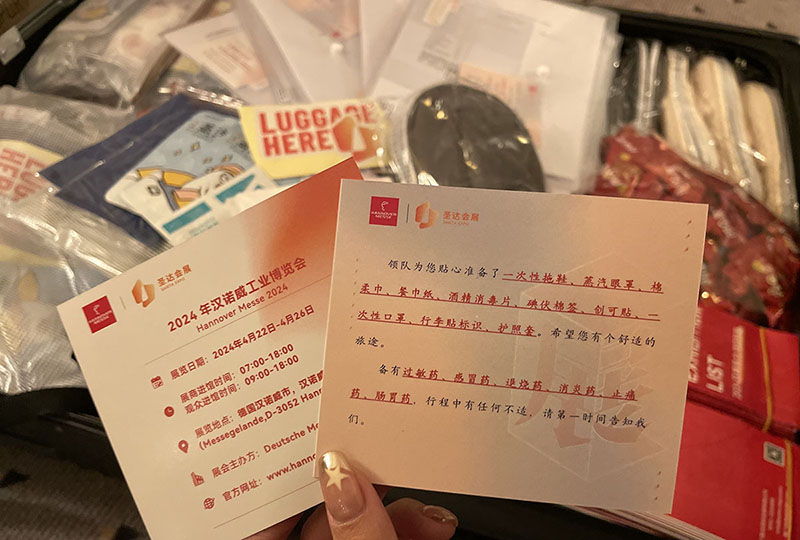 LUGGAGE
HERE
HANNOVER
MESSE
圣达会展
2024 年汉诺威工业博览会
Hannover Messe 2024
展览日期：2024年4月22日-4月26日
展商进馆时间：07:00-18:00
观众进馆时间：09:00-18:00
展览地点：德国汉诺威市，汉诺威
(Messegelande,D-3052 Han
展会主办方：Deutsche Me
官方网址：www.hanno
HANNOVER
MESSE
圣达会展
领队为您贴心准备了一次性拖鞋、蒸汽眼罩、棉
柔巾、餐巾纸、酒精消毒片、碘伏棉签、创可贴、一
次性口罩、行李贴标识、护照套。希望您有个舒适的
旅途。
备有过敏药、感冒药、退烧药、消炎药、止痛
药、肠胃药，行程中有任何不适，请第一时间告知我
们。
LIST